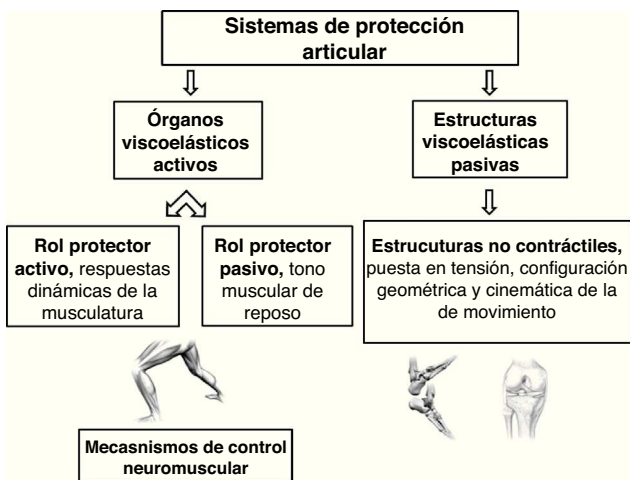 Sistemas de protección
articular
Órganos
viscoelásticos
activos
Estructuras
viscoelásticas
pasivas
Rol protector
activo, respuestas
dinámicas de la
musculatura
Rol protector
pasivo, tono
muscular de
reposo
Estrucuturas no contráctiles,
puesta en tensión, configuración
geométrica y cinemática de la
de movimiento
Mecasnismos de control
neuromuscular